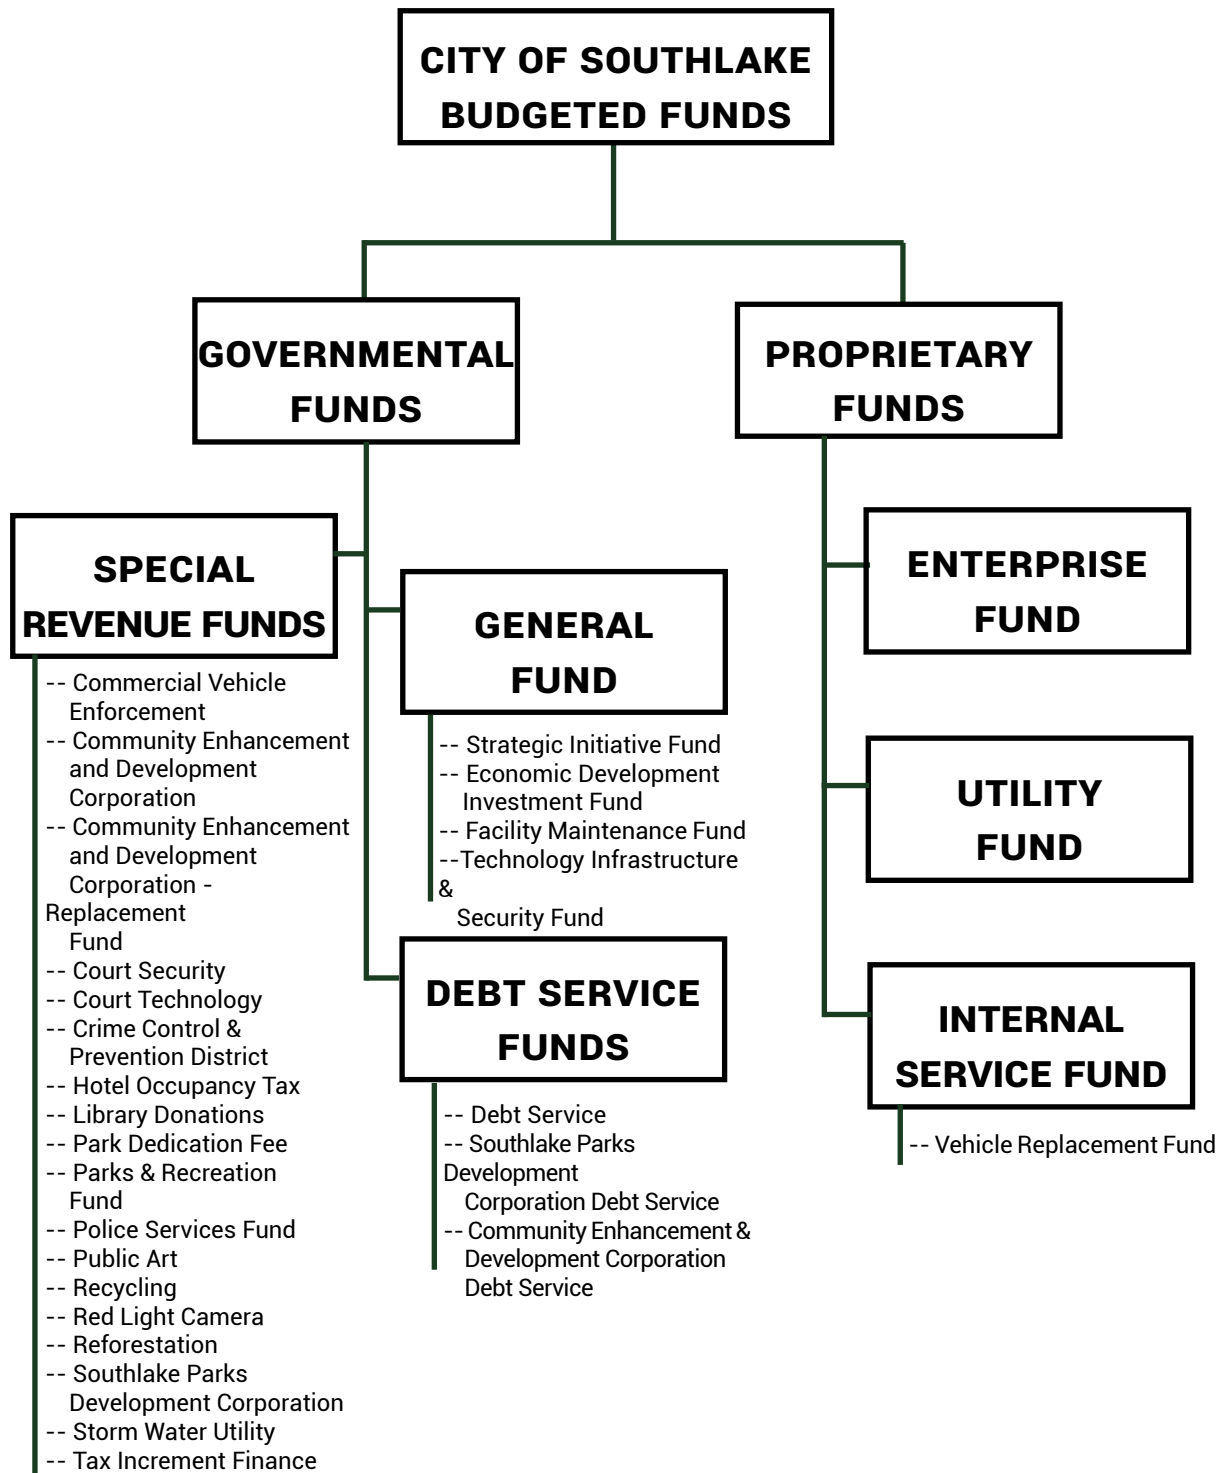 CITY OF SOUTHLAKE
BUDGETED FUNDS
GOVERNMENTAL
FUNDS
PROPRIETARY
FUNDS
SPECIAL
REVENUE FUNDS
-- Commercial Vehicle
Enforcement
-- Community Enhancement
and Development
Corporation
-- Community Enhancement
and Development
Corporation -
Replacement
Fund
-- Court Security
-- Court Technology
-- Crime Control &
Prevention District
-- Hotel Occupancy Tax
-- Library Donations
-- Park Dedication Fee
-- Parks & Recreation
Fund
-- Police Services Fund
-- Public Art
-- Recycling
-- Red Light Camera
-- Reforestation
-- Southlake Parks
Development Corporation
-- Storm Water Utility
-- Tax Increment Finance
GENERAL
FUND
-- Strategic Initiative Fund
-- Economic Development
Investment Fund
-- Facility Maintenance Fund
--Technology Infrastructure
&
Security Fund
DEBT SERVICE
FUNDS
-- Debt Service
-- Southlake Parks
Development
Corporation Debt Service
-- Community Enhancement &
Development Corporation
Debt Service
ENTERPRISE
FUND
UTILITY
FUND
INTERNAL
SERVICE FUND
-- Vehicle Replacement Fund